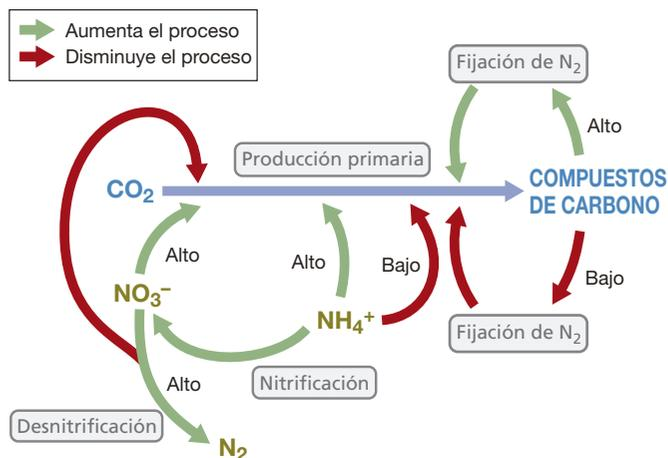 Aumenta el proceso
Disminuye el proceso
Fijación de N₂
Alto
Producción primaria
CO₂
COMPUESTOS
DE CARBONO
Alto
Alto
Bajo
Bajo
NO₃⁻
NH₄⁺
Fijación de N₂
Alto
Nitrificación
Desnitrificación
N₂